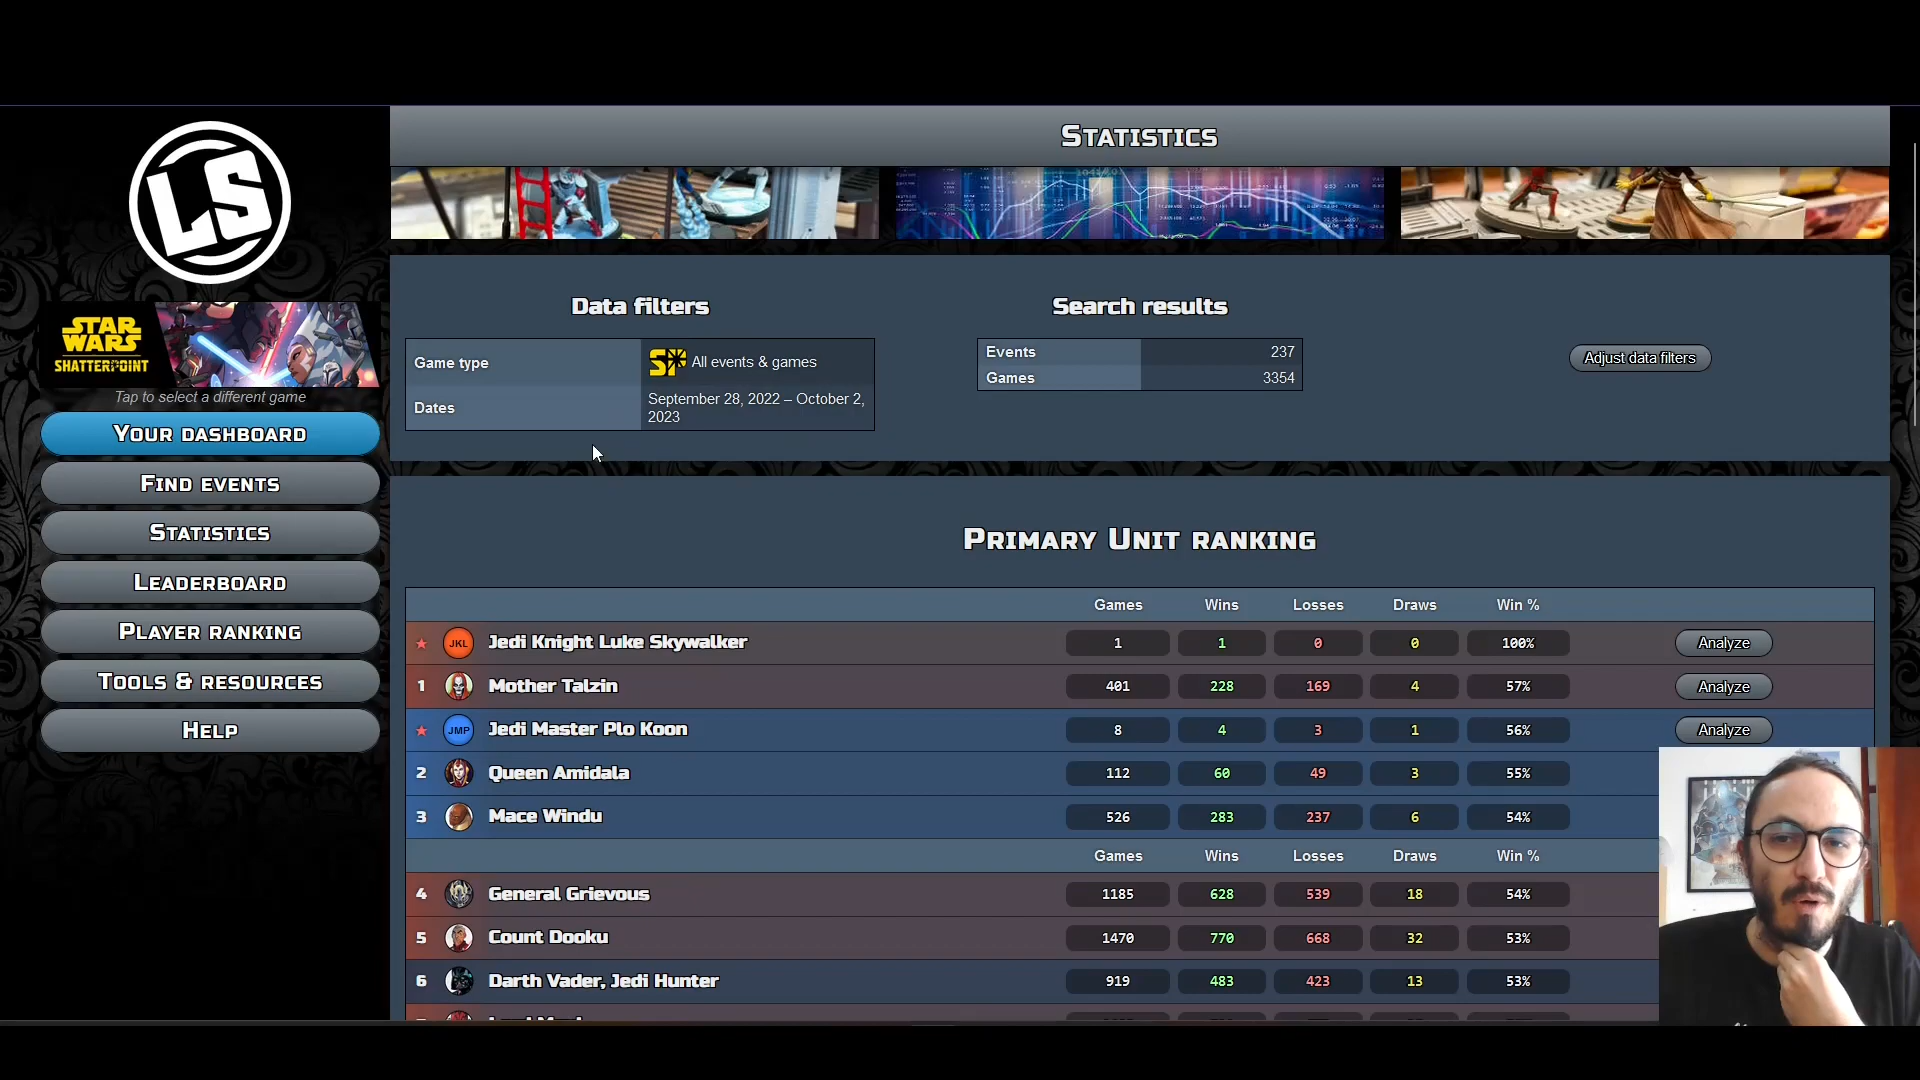 STATISTICS
LS
STAR WARS
SHATTERPOINT
Tap to select a different game
YOUR DASHBOARD
FIND EVENTS
STATISTICS
LEADERBOARD
PLAYER RANKING
TOOLS & RESOURCES
HELP
Data filters
Game type SP All events & games
Dates September 28, 2022 – October 2,
2023
Search results
Events 237
Games 3354
Adjust data filters
PRIMARY UNIT RANKING
Games Wins Losses Draws Win %
★ JKL Jedi Knight Luke Skywalker 1 1 0 0 100% Analyze
1 Mother Talzin 401 228 169 4 57% Analyze
★ JMP Jedi Master Plo Koon 8 4 3 1 56% Analyze
2 Queen Amidala 112 60 49 3 55%
3 Mace Windu 526 283 237 6 54%
Games Wins Losses Draws Win %
4 General Grievous 1185 628 539 18 54%
5 Count Dooku 1470 770 668 32 53%
6 Darth Vader, Jedi Hunter 919 483 423 13 53%